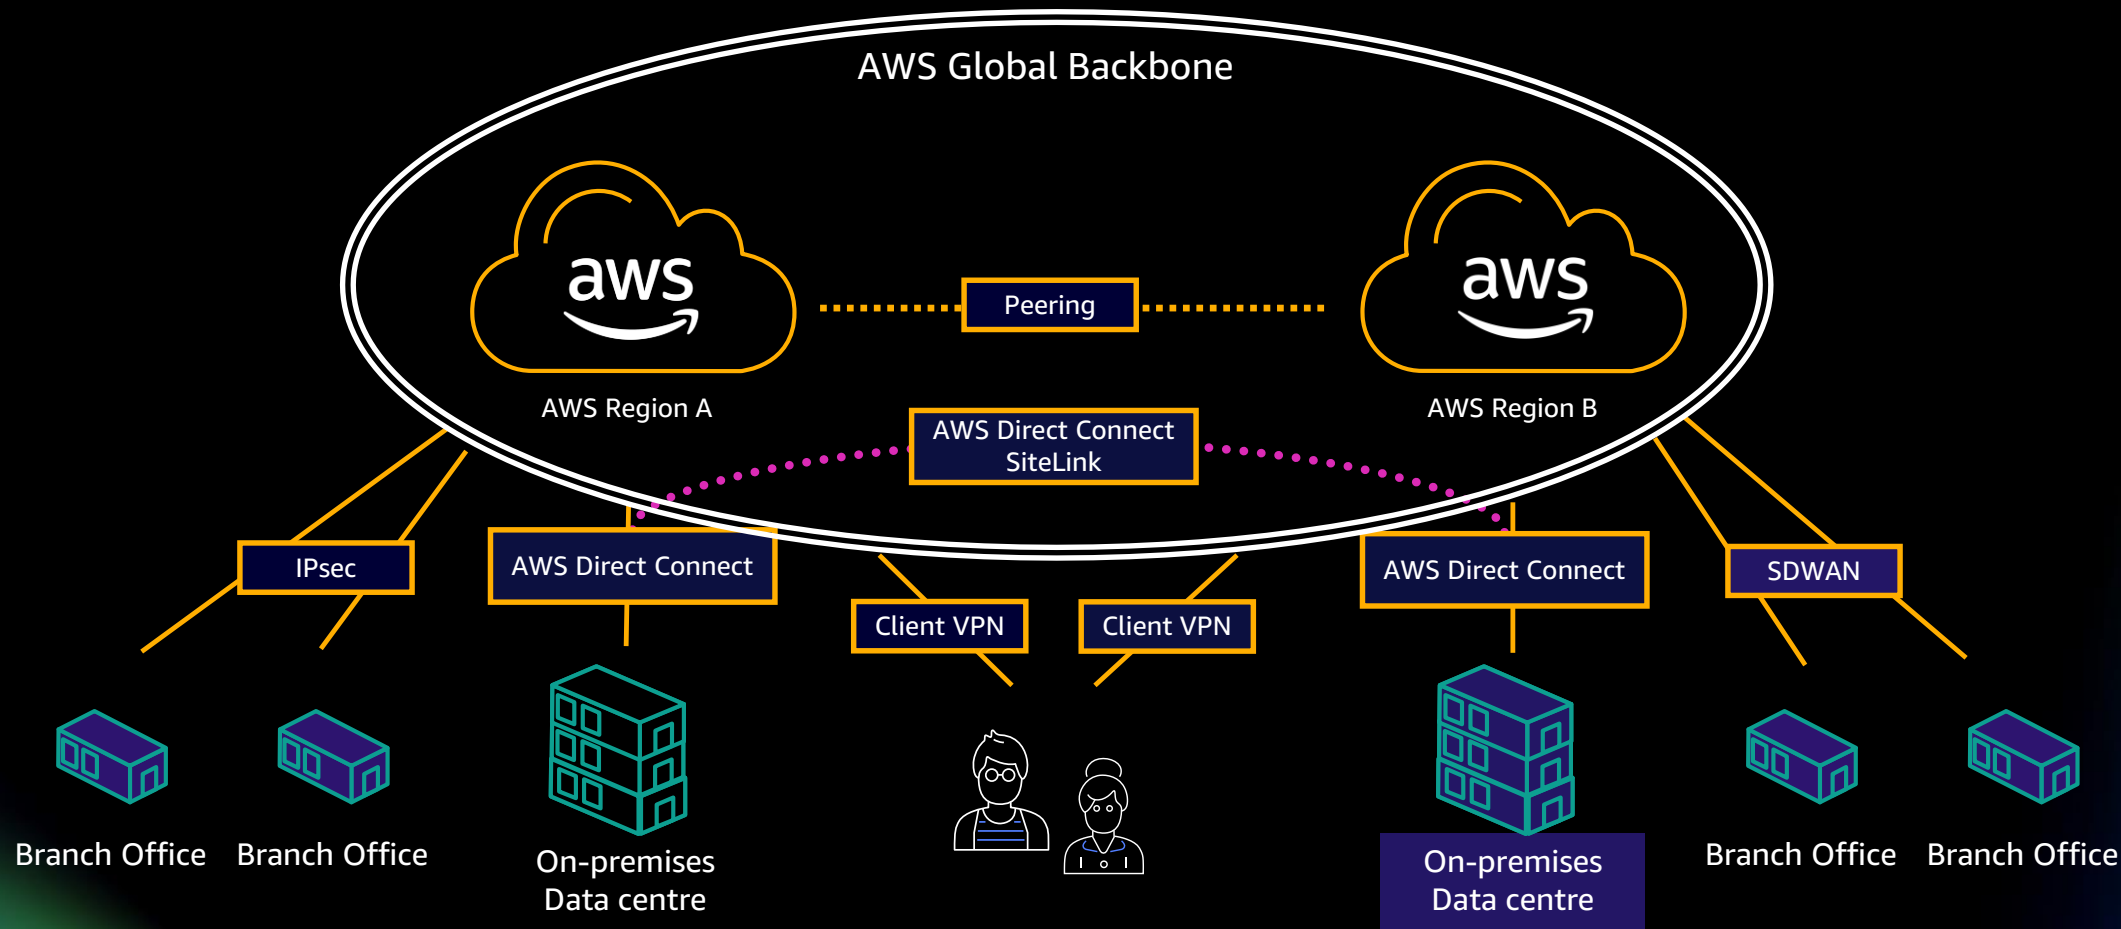 AWS Global Backbone
aws
aws
Peering
AWS Region A
AWS Region B
AWS Direct Connect
SiteLink
IPsec
AWS Direct Connect
AWS Direct Connect
SDWAN
Client VPN
Client VPN
Branch Office
Branch Office
On-premises
Data centre
On-premises
Data centre
Branch Office
Branch Office